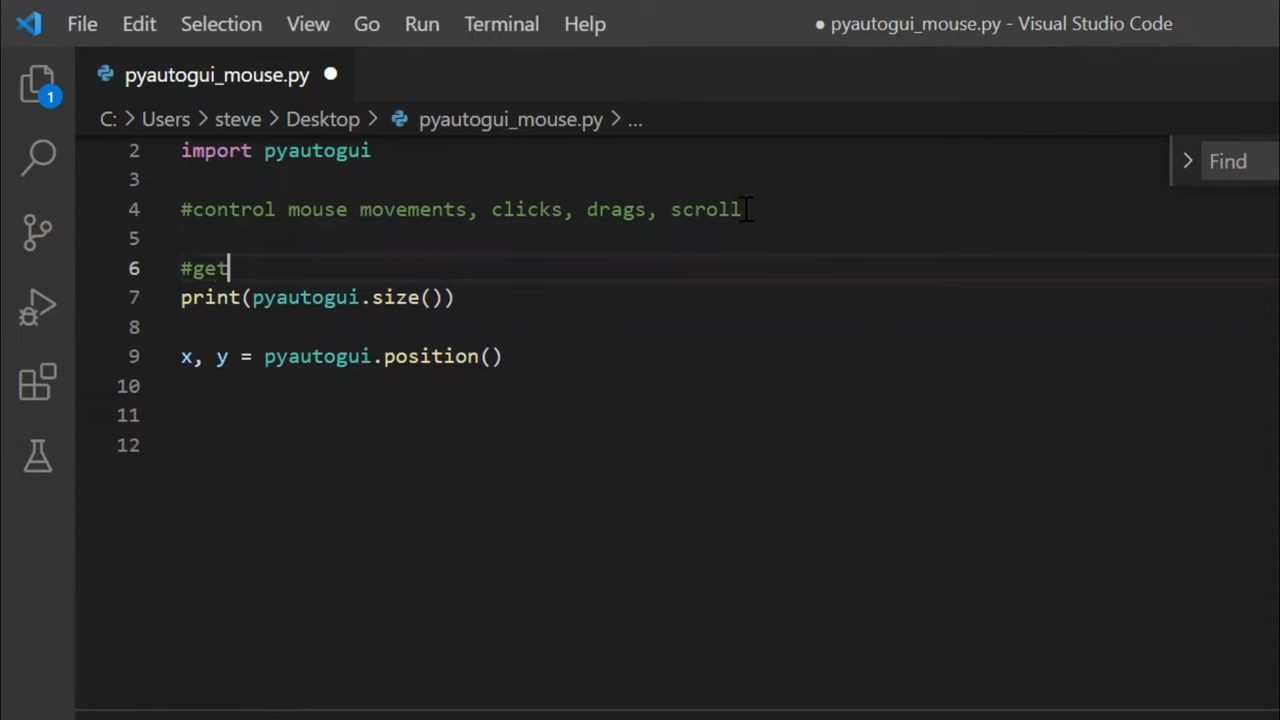 File Edit Selection View Go Run Terminal Help ● pyautogui_mouse.py - Visual Studio Code
pyautogui_mouse.py ●
C: > Users > steve > Desktop > pyautogui_mouse.py > ...
1
2 import pyautogui
3
4 #control mouse movements, clicks, drags, scroll
5
6 #get
7 print(pyautogui.size())
8
9 x, y = pyautogui.position()
10
11
12
> Find